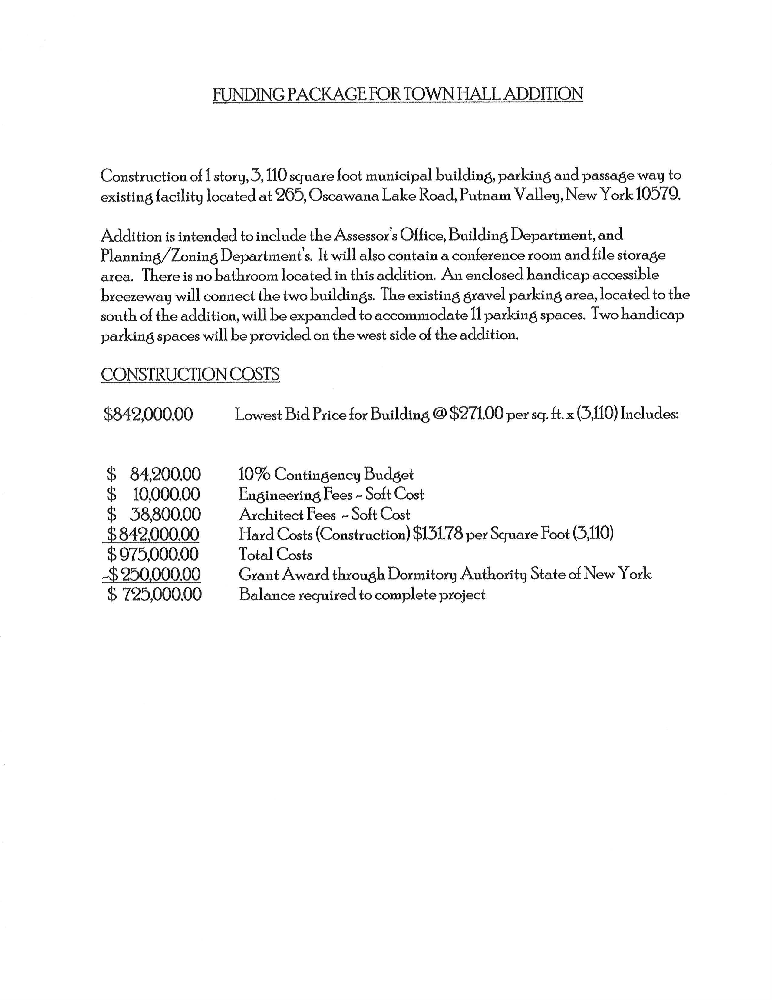 FUNDING PACKAGE FOR TOWN HALL ADDITION
Construction of 1 story, 3, 110 square foot municipal building, parking and passage way to
existing facility located at 265, Oscawana Lake Road, Putnam Valley, New York 10579.
Addition is intended to include the Assessor's Office, Building Department, and
Planning/Zoning Department's. It will also contain a conference room and file storage
area. There is no bathroom located in this addition. An enclosed handicap accessible
breezeway will connect the two buildings. The existing gravel parking area, located to the
south of the addition, will be expanded to accommodate 11 parking spaces. Two handicap
parking spaces will be provided on the west side of the addition.
CONSTRUCTION COSTS
$842,000.00 Lowest Bid Price for Building @ $271.00 per sq. ft. x (3,110) Includes:
$ 84,200.00 10% Contingency Budget
$ 10,000.00 Engineering Fees ~ Soft Cost
$ 38,800.00 Architect Fees ~ Soft Cost
$842,000.00 Hard Costs (Construction) $131.78 per Square Foot (3,110)
$975,000.00 Total Costs
~$250,000.00 Grant Award through Dormitory Authority State of New York
$ 725,000.00 Balance required to complete project